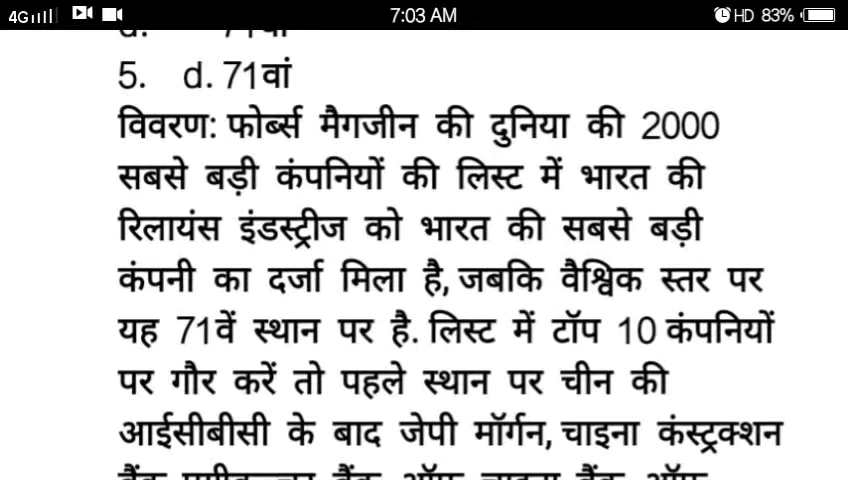 4G 7:03 AM HD 83%
5. d. 71वां
विवरण: फोर्ब्स मैगजीन की दुनिया की 2000
सबसे बड़ी कंपनियों की लिस्ट में भारत की
रिलायंस इंडस्ट्रीज को भारत की सबसे बड़ी
कंपनी का दर्जा मिला है, जबकि वैश्विक स्तर पर
यह 71वें स्थान पर है. लिस्ट में टॉप 10 कंपनियों
पर गौर करें तो पहले स्थान पर चीन की
आईसीबीसी के बाद जेपी मॉर्गन, चाइना कंस्ट्रक्शन